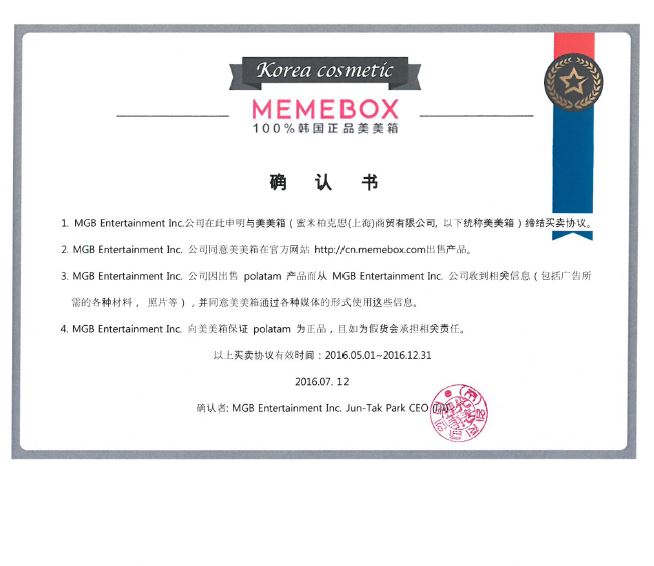 Korea cosmetic
MEMEBOX
100%韩国正品美美箱
确 认 书
1. MGB Entertainment Inc.公司在此申明与美美箱 ( 蜜米柏克思(上海)商贸有限公司, 以下统称美美箱 ) 缔结买卖协议。
2. MGB Entertainment Inc. 公司同意美美箱在官方网站 http://cn.memebox.com出售产品。
3. MGB Entertainment Inc. 公司因出售 polatam 产品而从 MGB Entertainment Inc. 公司收到相关信息 ( 包括广告所
需的各种材料 , 照片等 ) , 并同意美美箱通过各种媒体的形式使用这些信息。
4. MGB Entertainment Inc. 向美美箱保证 polatam 为正品 , 且如为假货会承担相关责任。
以上买卖协议有效时间 : 2016.05.01~2016.12.31
2016.07. 12
确认者: MGB Entertainment Inc. Jun-Tak Park CEO